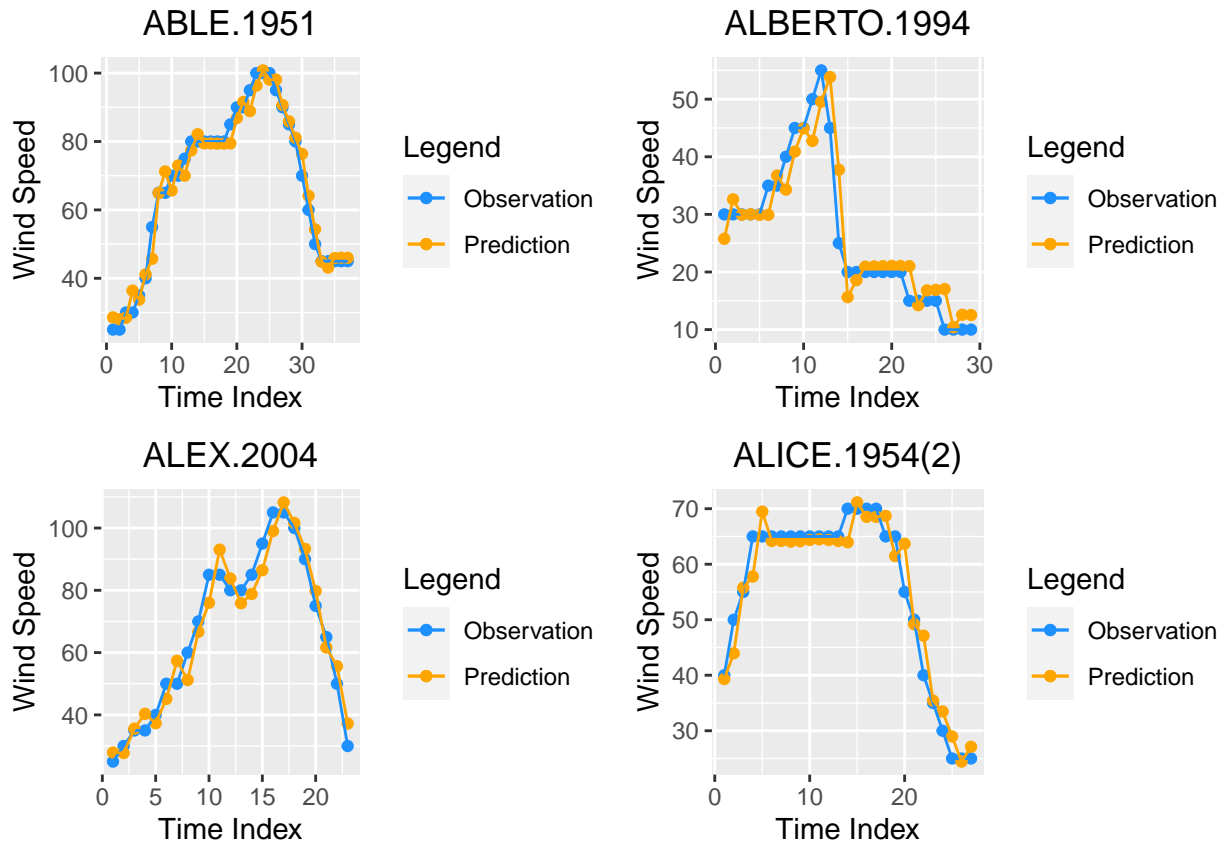 ABLE.1951
Wind Speed
100
80
60
40
0
10
20
30
Time Index
Legend
Observation
Prediction
ALBERTO.1994
Wind Speed
50
40
30
20
10
0
10
20
30
Time Index
Legend
Observation
Prediction
ALEX.2004
Wind Speed
100
80
60
40
0
5
10
15
20
Time Index
Legend
Observation
Prediction
ALICE.1954(2)
Wind Speed
70
60
50
40
30
0
10
20
Time Index
Legend
Observation
Prediction